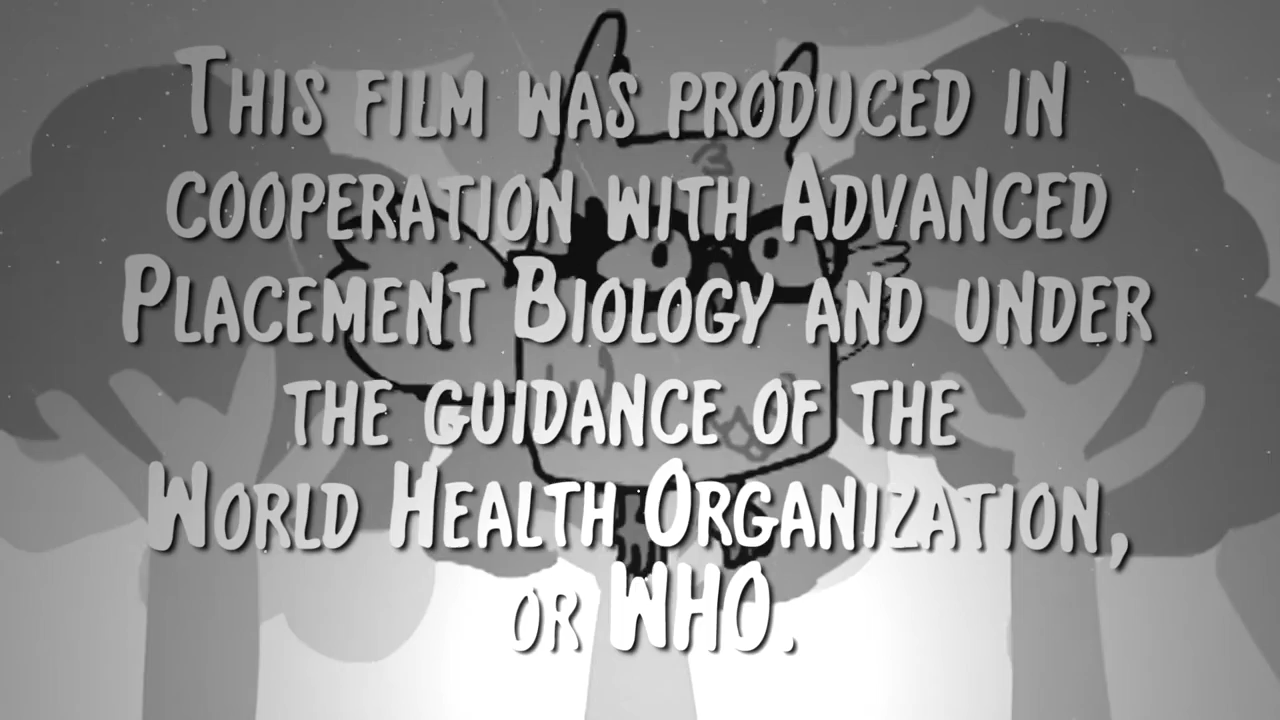 This film was produced in
cooperation with Advanced
Placement Biology and under
the guidance of the
World Health Organization,
or WHO.